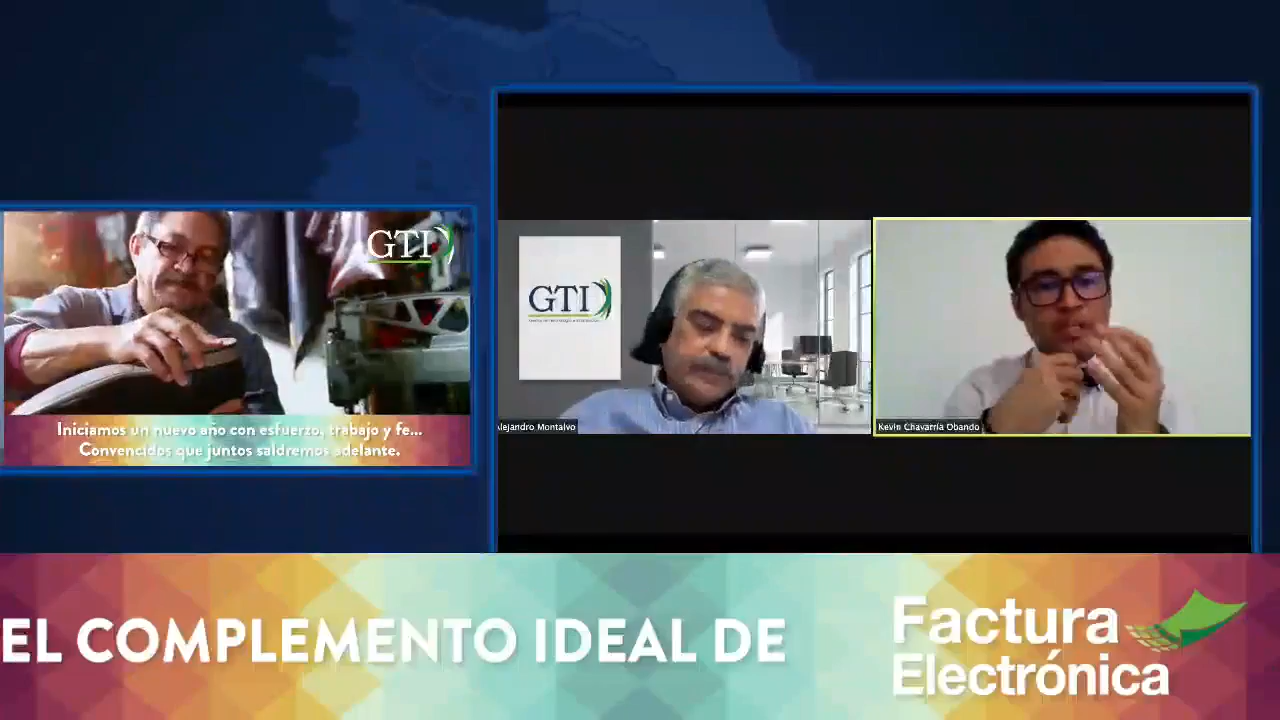 GTI
Iniciamos un nuevo año con esfuerzo, trabajo y fe...
Convencidos que juntos saldremos adelante.
GTI
Alejandro Montalvo
Kevin Chavarría Obando
EL COMPLEMENTO IDEAL DE
Factura
Electrónica